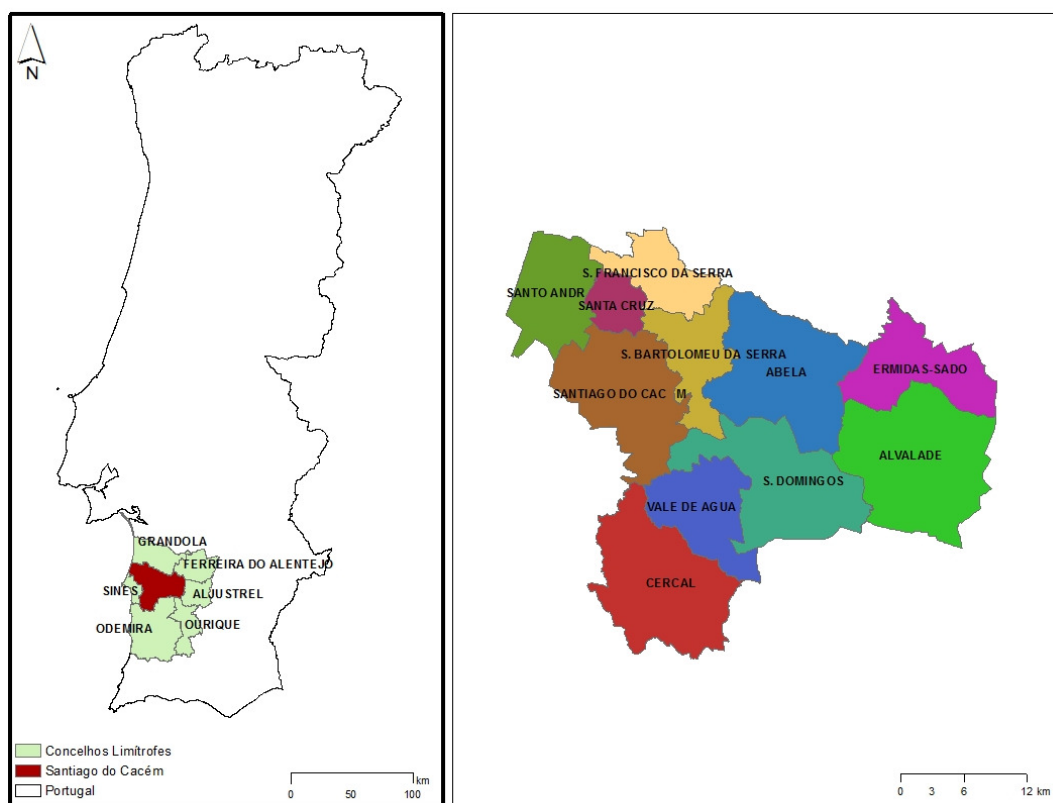 N
GRANDOLA
FERREIRA DO ALENTEJO
SINES
ALJUSTREL
ODEMIRA
OURIQUE
Concelhos Limítrofes
Santiago do Cacém
Portugal
km
0 50 100
S. FRANCISCO DA SERRA
SANTO ANDR
SANTA CRUZ
S. BARTOLOMEU DA SERRA
ABELA
ERMIDAS-SADO
SANTIAGO DO CAC M
ALVALADE
S. DOMINGOS
VALE DE AGUA
CERCAL
0 3 6 12 km